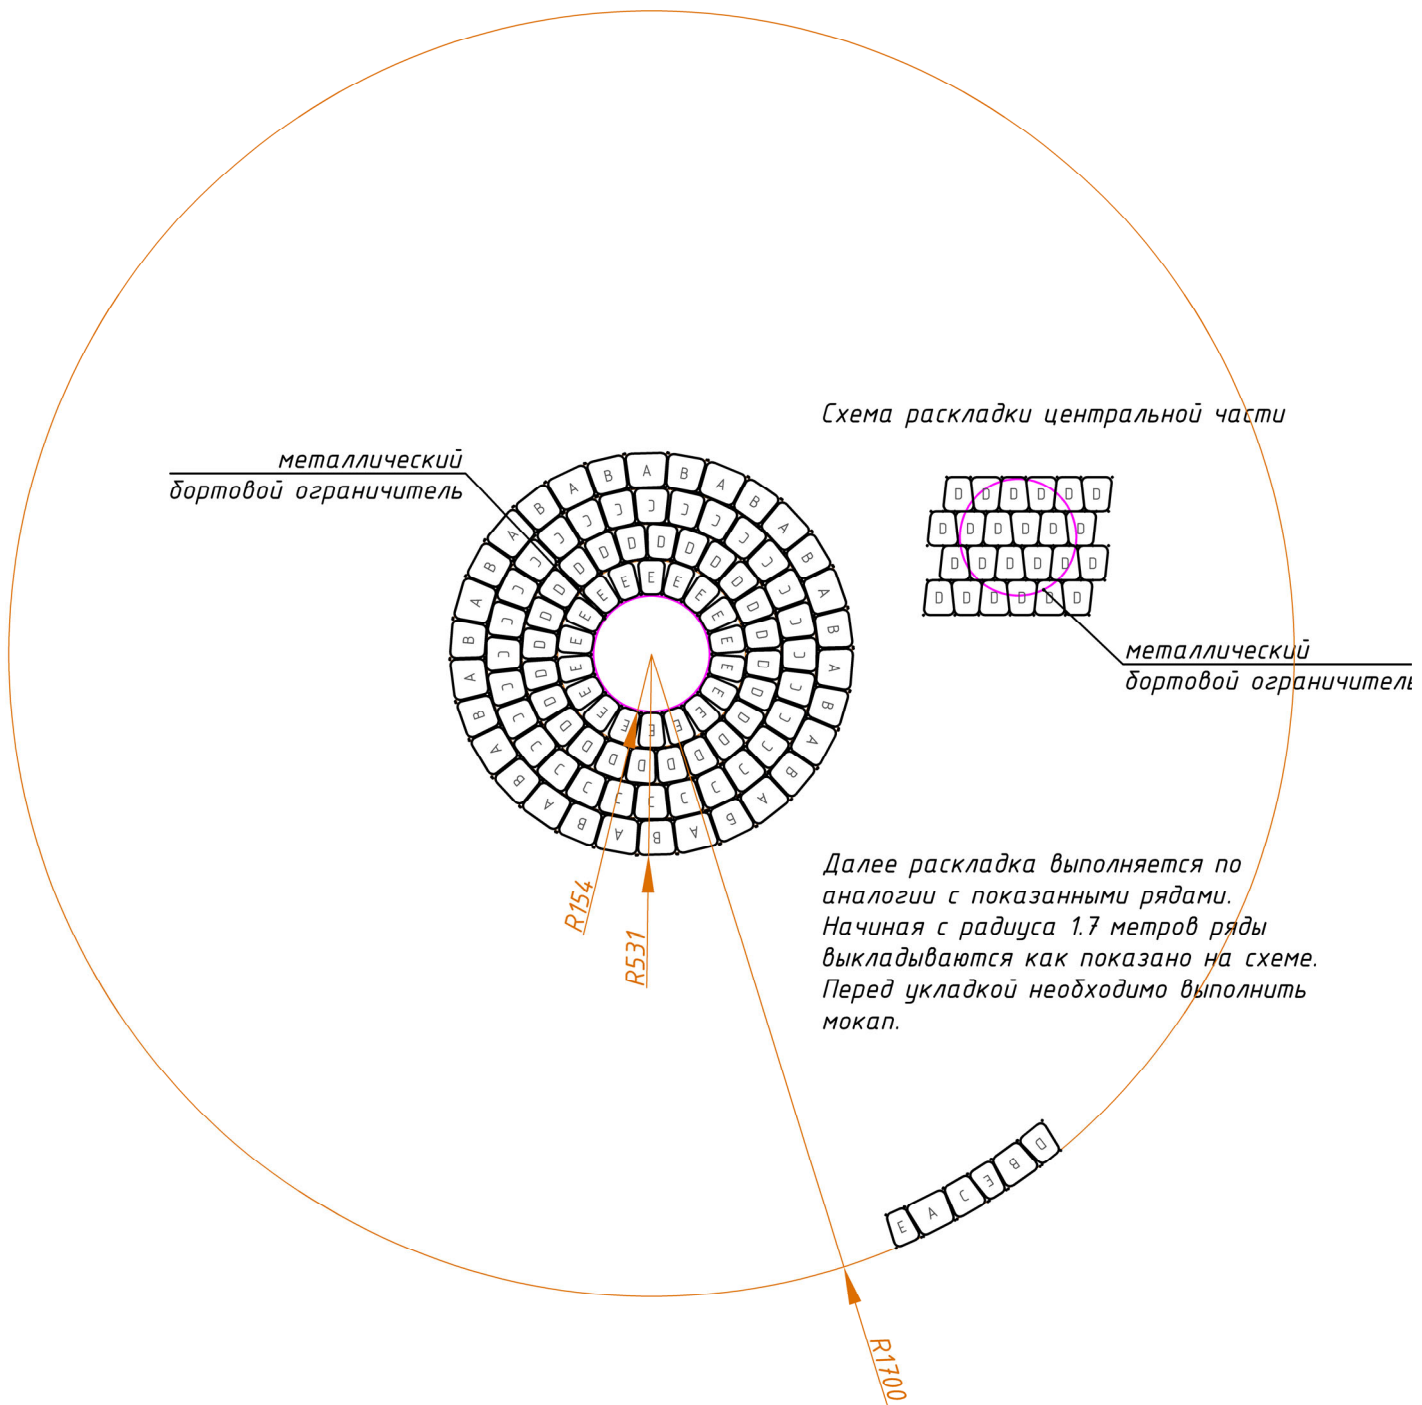 Схема раскладки центральной части
металлический
бортовой ограничитель
D D D D D D
D D D D D D
D D D D D D
D D D D D D
металлический
бортовой ограничитель
R154
R531
Далее раскладка выполняется по
аналогии с показанными рядами.
Начиная с радиуса 1.7 метров ряды
выкладываются как показано на схеме.
Перед укладкой необходимо выполнить
мокап.
E A C E B D
R1700